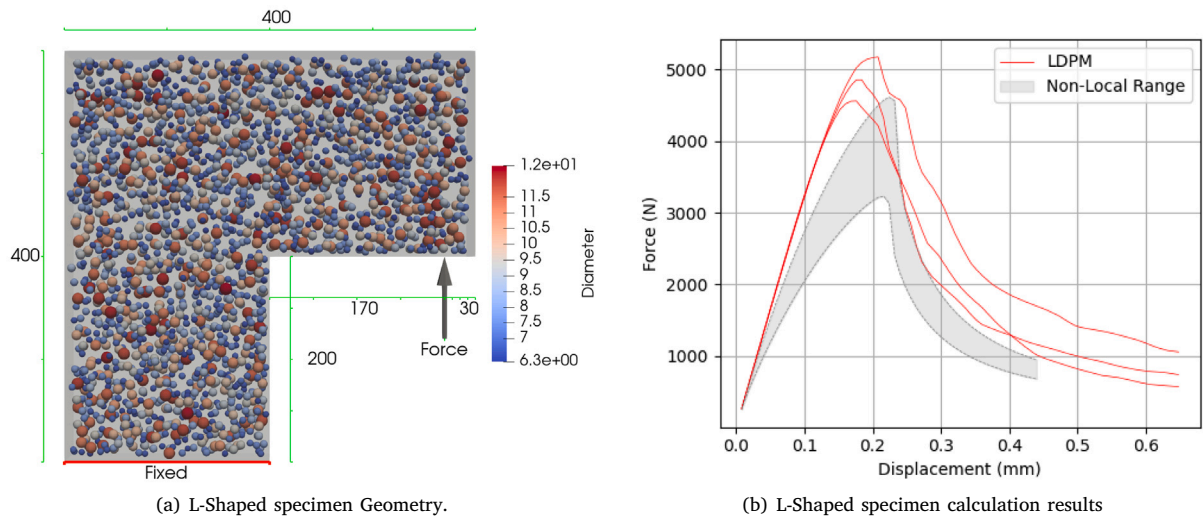 400
400
170
30
200
Force
Fixed
Diameter
1.2e+01
11.5
11
10.5
10
9.5
9
8.5
8
7.5
7
6.3e+00
(a) L-Shaped specimen Geometry.
LDPM
Non-Local Range
Force (N)
5000
4000
3000
2000
1000
0.0 0.1 0.2 0.3 0.4 0.5 0.6
Displacement (mm)
(b) L-Shaped specimen calculation results